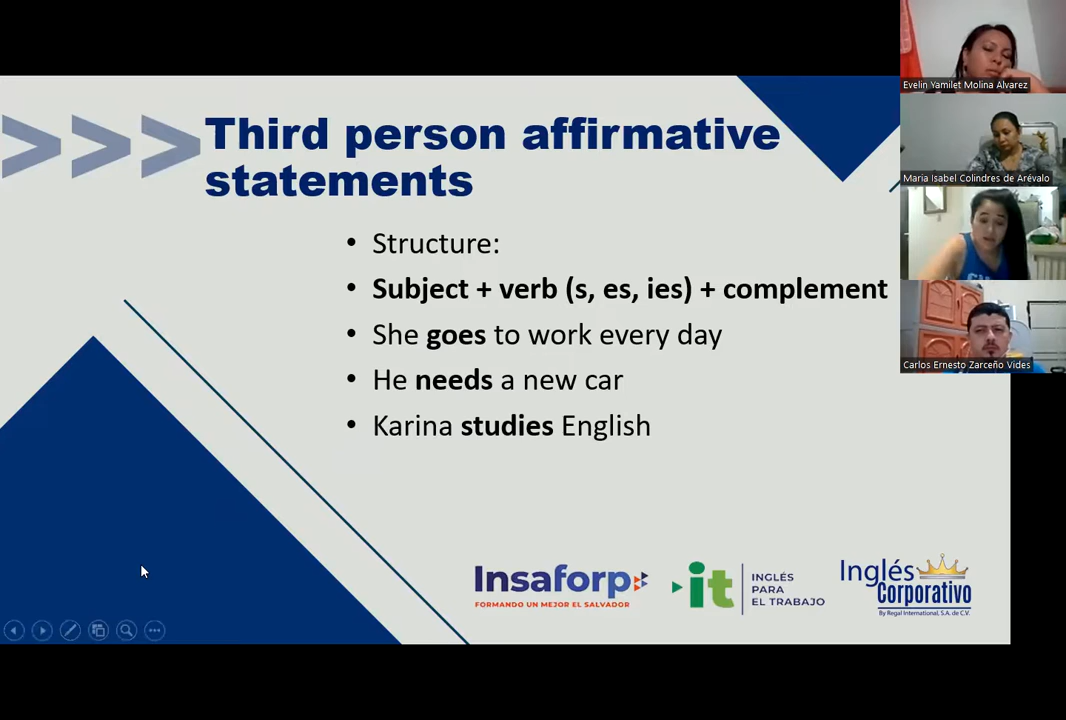 >>> Third person affirmative
statements
• Structure:
• Subject + verb (s, es, ies) + complement
• She goes to work every day
• He needs a new car
• Karina studies English
Insaforp
FORMANDO UN MEJOR EL SALVADOR
it
INGLÉS
PARA
EL TRABAJO
Inglés
Corporativo
By Regal International, S.A. de C.V.
Evelin Yamilet Molina Alvarez
Maria Isabel Colindres de Arévalo
Carlos Ernesto Zarceño Vides